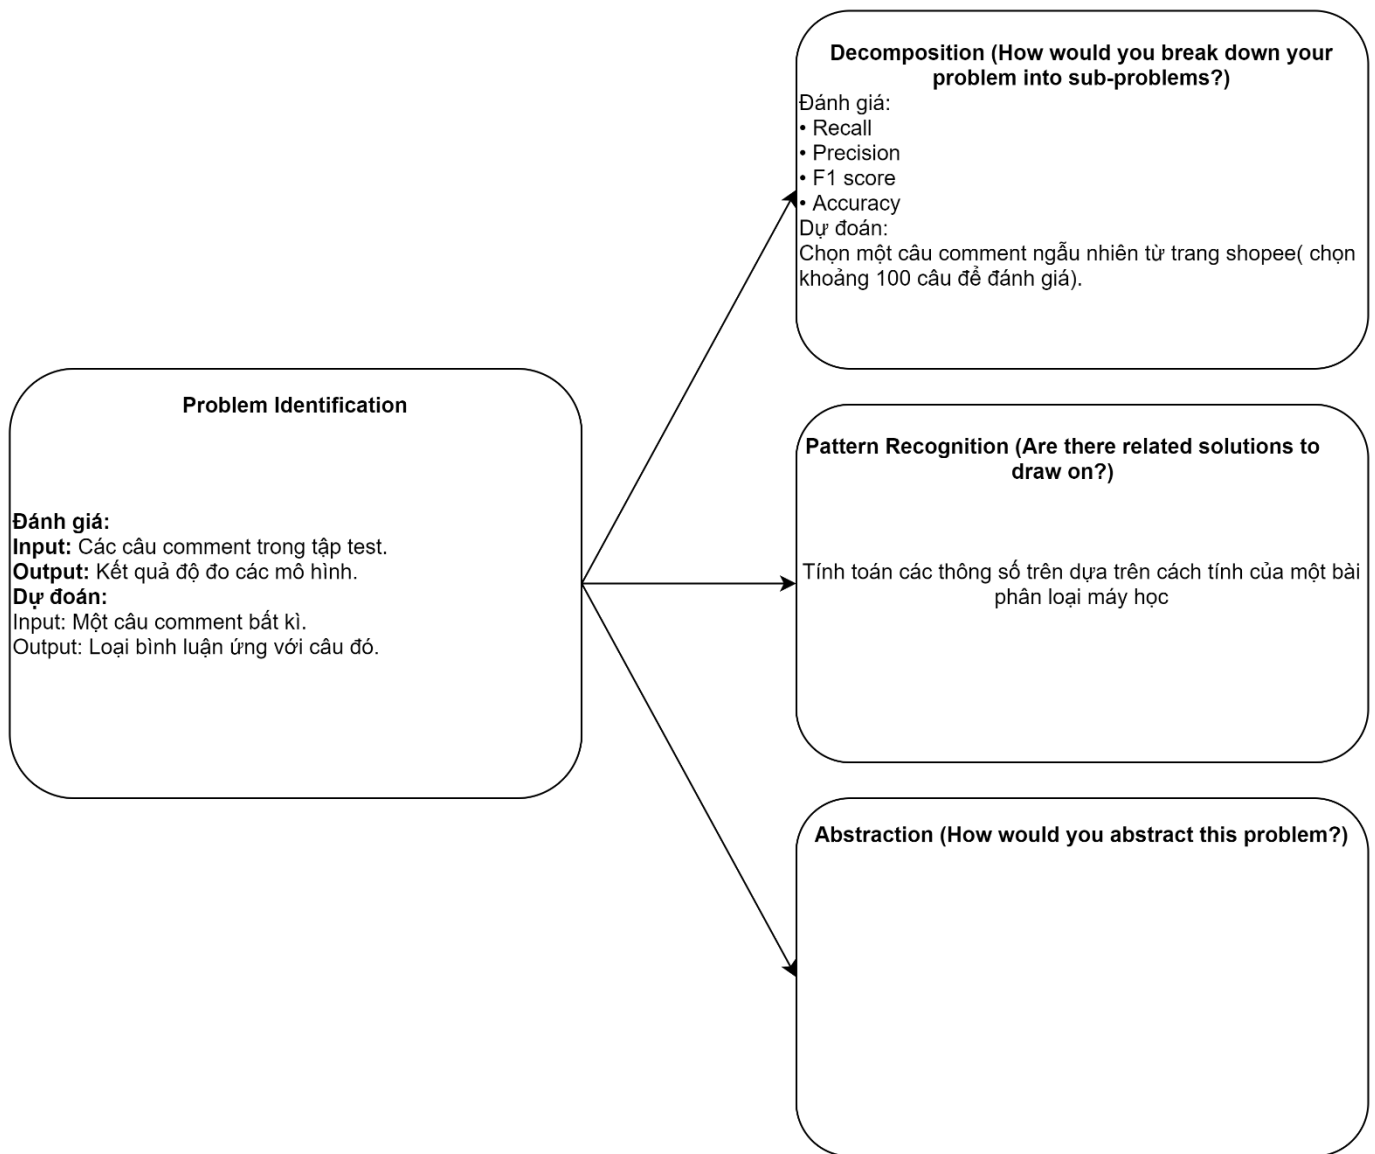 Problem Identification
Đánh giá:
Input: Các câu comment trong tập test.
Output: Kết quả độ đo các mô hình.
Dự đoán:
Input: Một câu comment bất kì.
Output: Loại bình luận ứng với câu đó.
Decomposition (How would you break down your
problem into sub-problems?)
Đánh giá:
• Recall
• Precision
• F1 score
• Accuracy
Dự đoán:
Chọn một câu comment ngẫu nhiên từ trang shopee( chọn
khoảng 100 câu để đánh giá).
Pattern Recognition (Are there related solutions to
draw on?)
Tính toán các thông số trên dựa trên cách tính của một bài
phân loại máy học
Abstraction (How would you abstract this problem?)